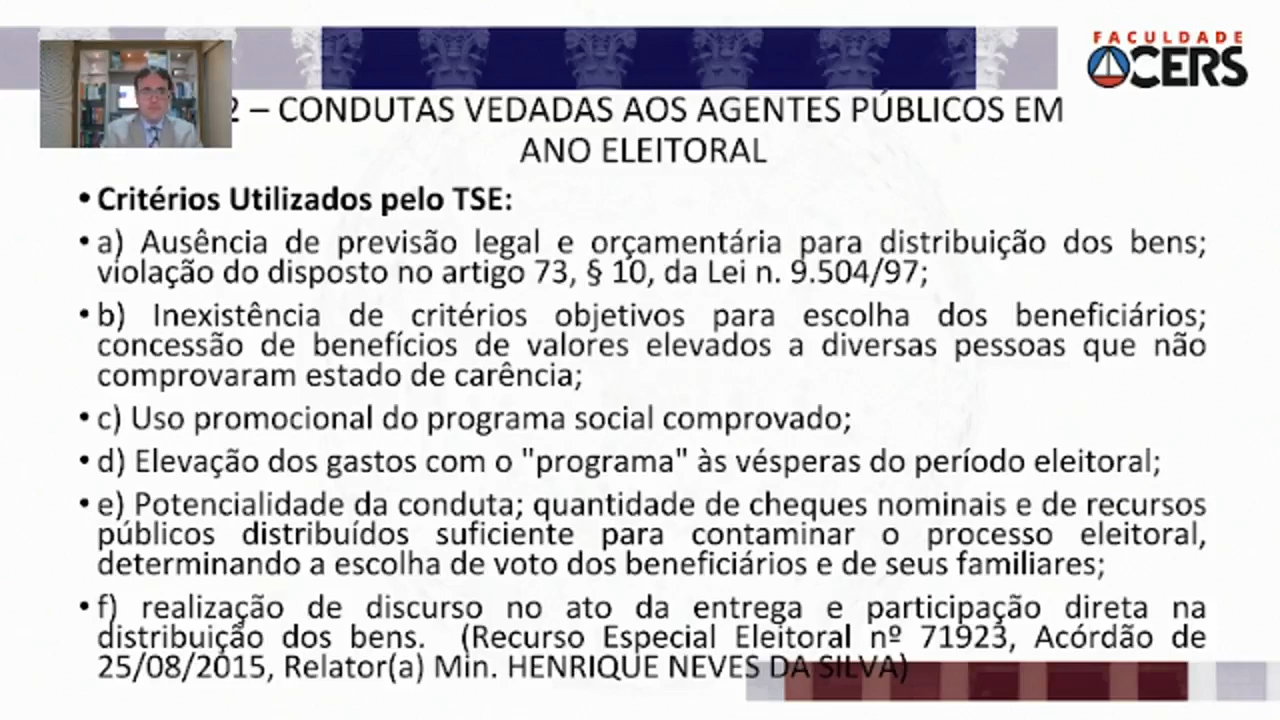 FACULDADE
CERS
2 – CONDUTAS VEDADAS AOS AGENTES PÚBLICOS EM
ANO ELEITORAL
• Critérios Utilizados pelo TSE:
• a) Ausência de previsão legal e orçamentária para distribuição dos bens;
violação do disposto no artigo 73, § 10, da Lei n. 9.504/97;
• b) Inexistência de critérios objetivos para escolha dos beneficiários;
concessão de benefícios de valores elevados a diversas pessoas que não
comprovaram estado de carência;
• c) Uso promocional do programa social comprovado;
• d) Elevação dos gastos com o "programa" às vésperas do período eleitoral;
• e) Potencialidade da conduta; quantidade de cheques nominais e de recursos
públicos distribuídos suficiente para contaminar o processo eleitoral,
determinando a escolha de voto dos beneficiários e de seus familiares;
• f) realização de discurso no ato da entrega e participação direta na
distribuição dos bens. (Recurso Especial Eleitoral nº 71923, Acórdão de
25/08/2015, Relator(a) Min. HENRIQUE NEVES DA SILVA)